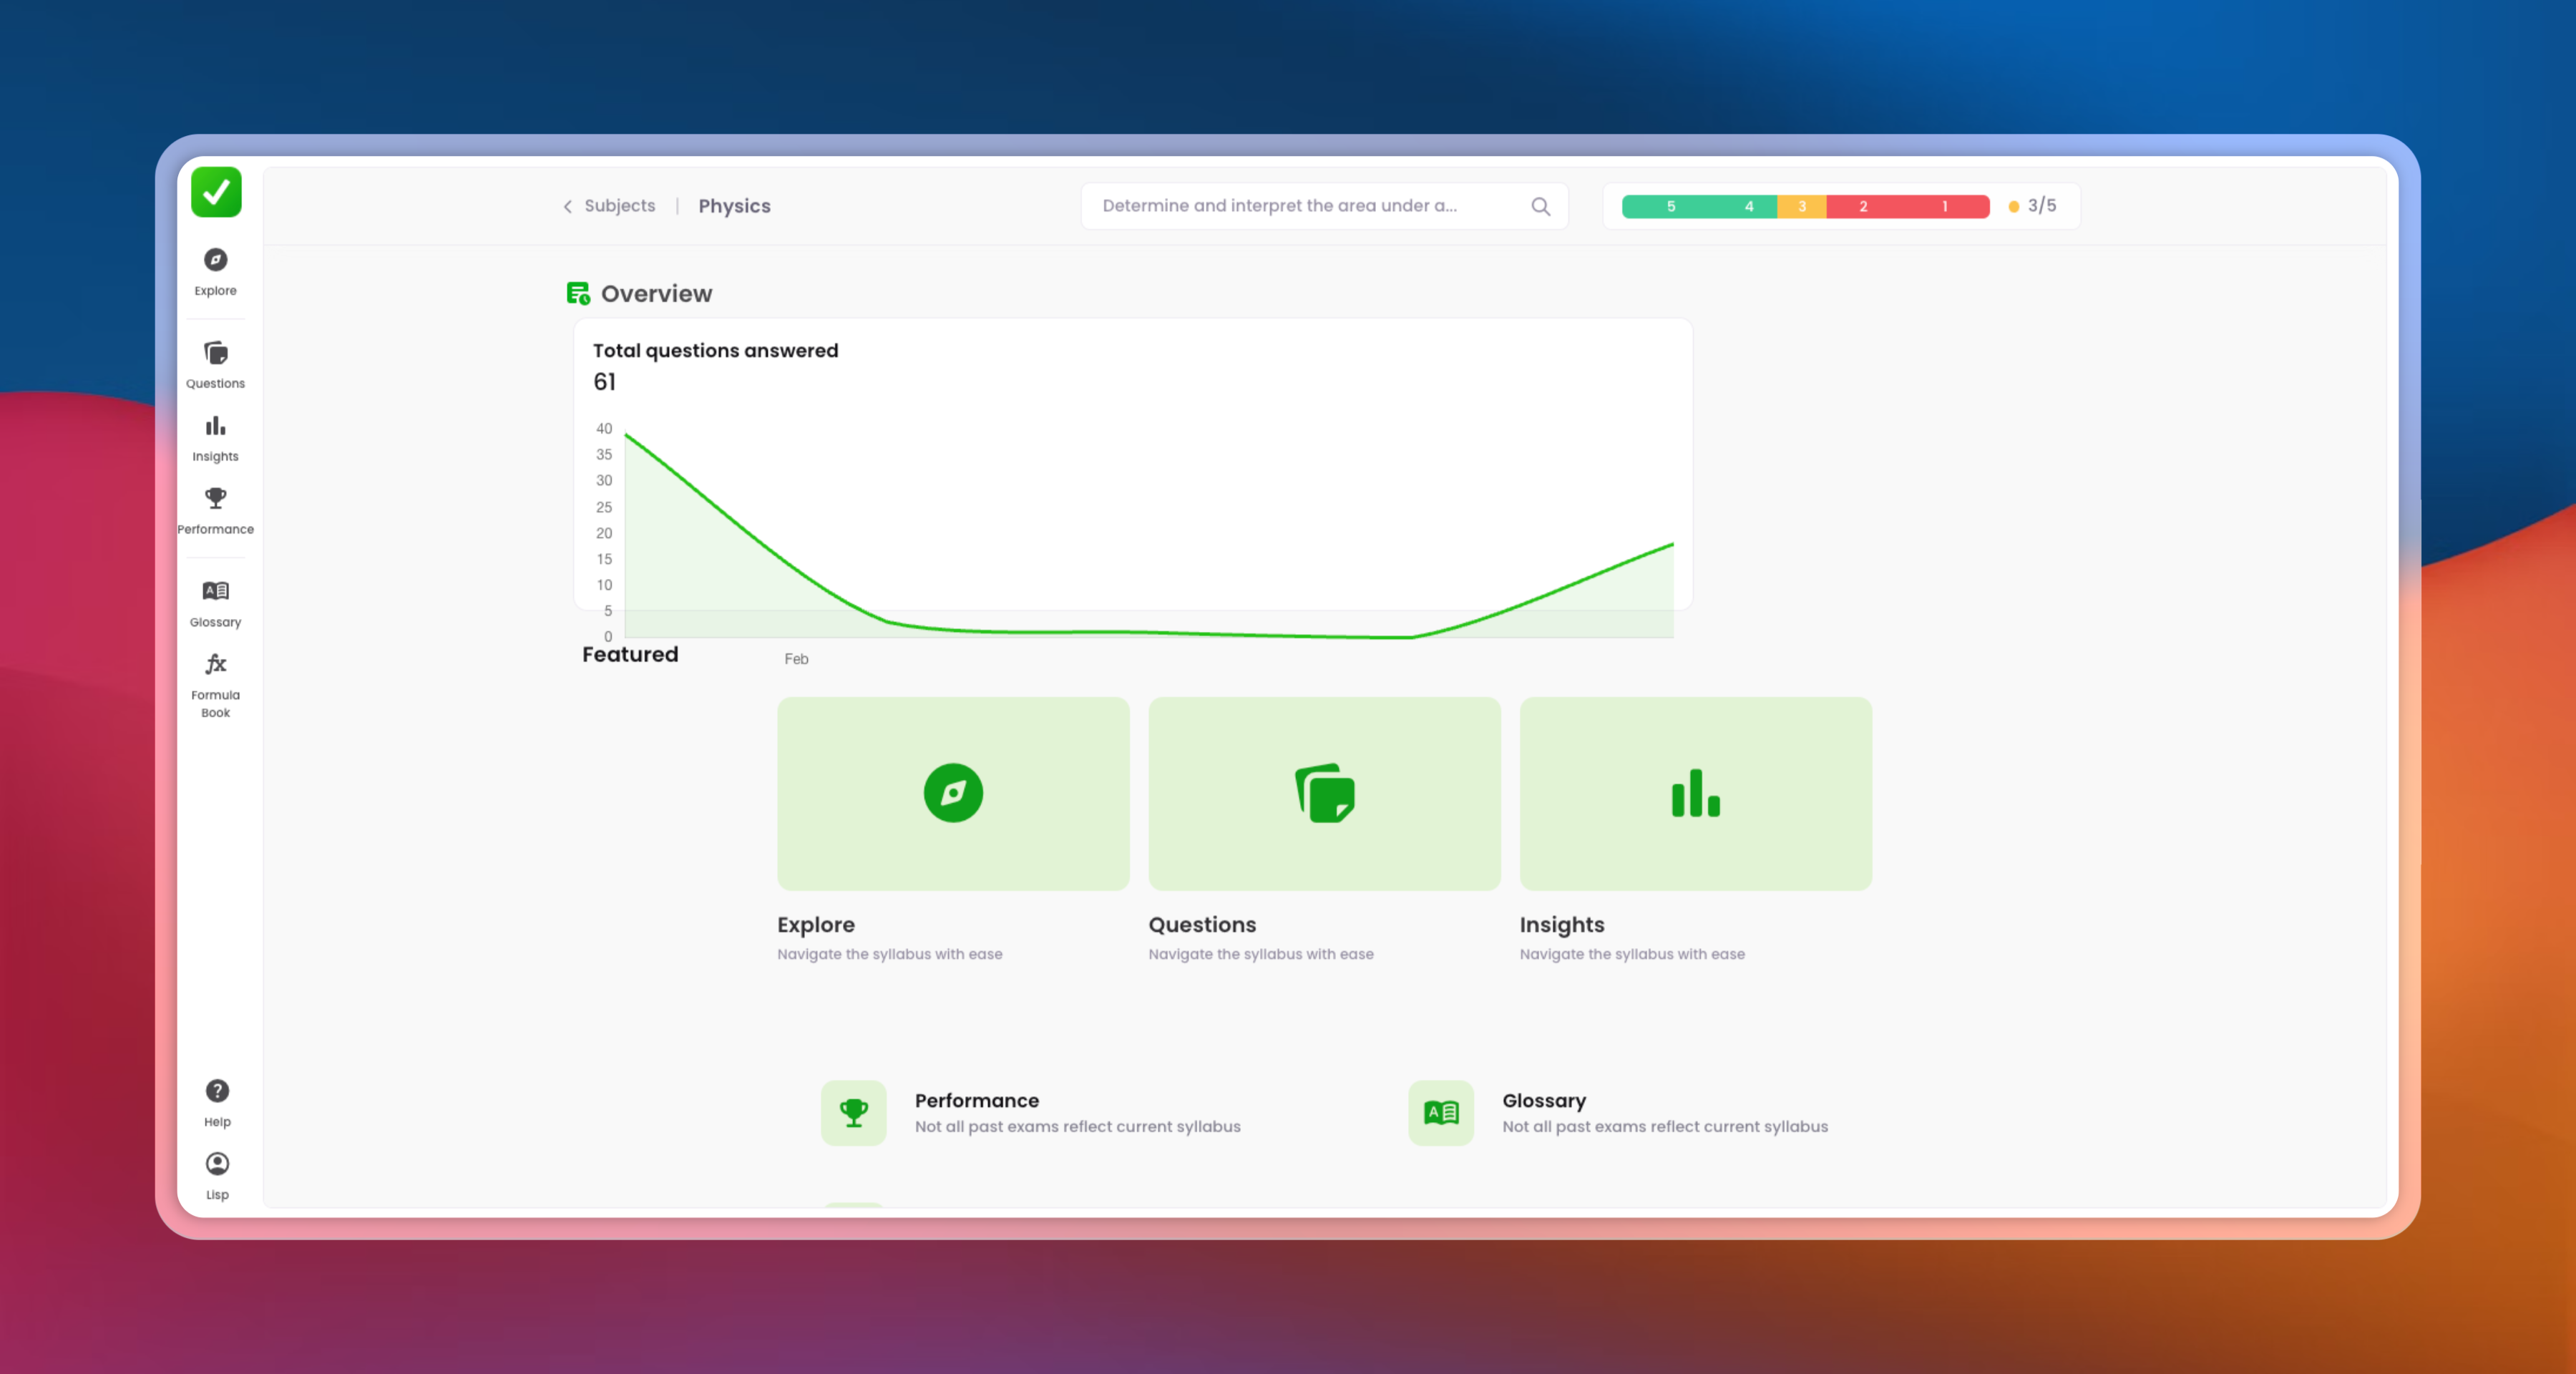 Subjects | Physics
Determine and interpret the area under a...
5 4 3 2 1
3/5
Explore
Questions
Insights
Performance
Glossary
fx
Formula
Book
Help
Lisp
Overview
Total questions answered
61
40
35
30
25
20
15
10
5
0
Feb
Featured
Explore
Navigate the syllabus with ease
Questions
Navigate the syllabus with ease
Insights
Navigate the syllabus with ease
Performance
Not all past exams reflect current syllabus
A
Glossary
Not all past exams reflect current syllabus